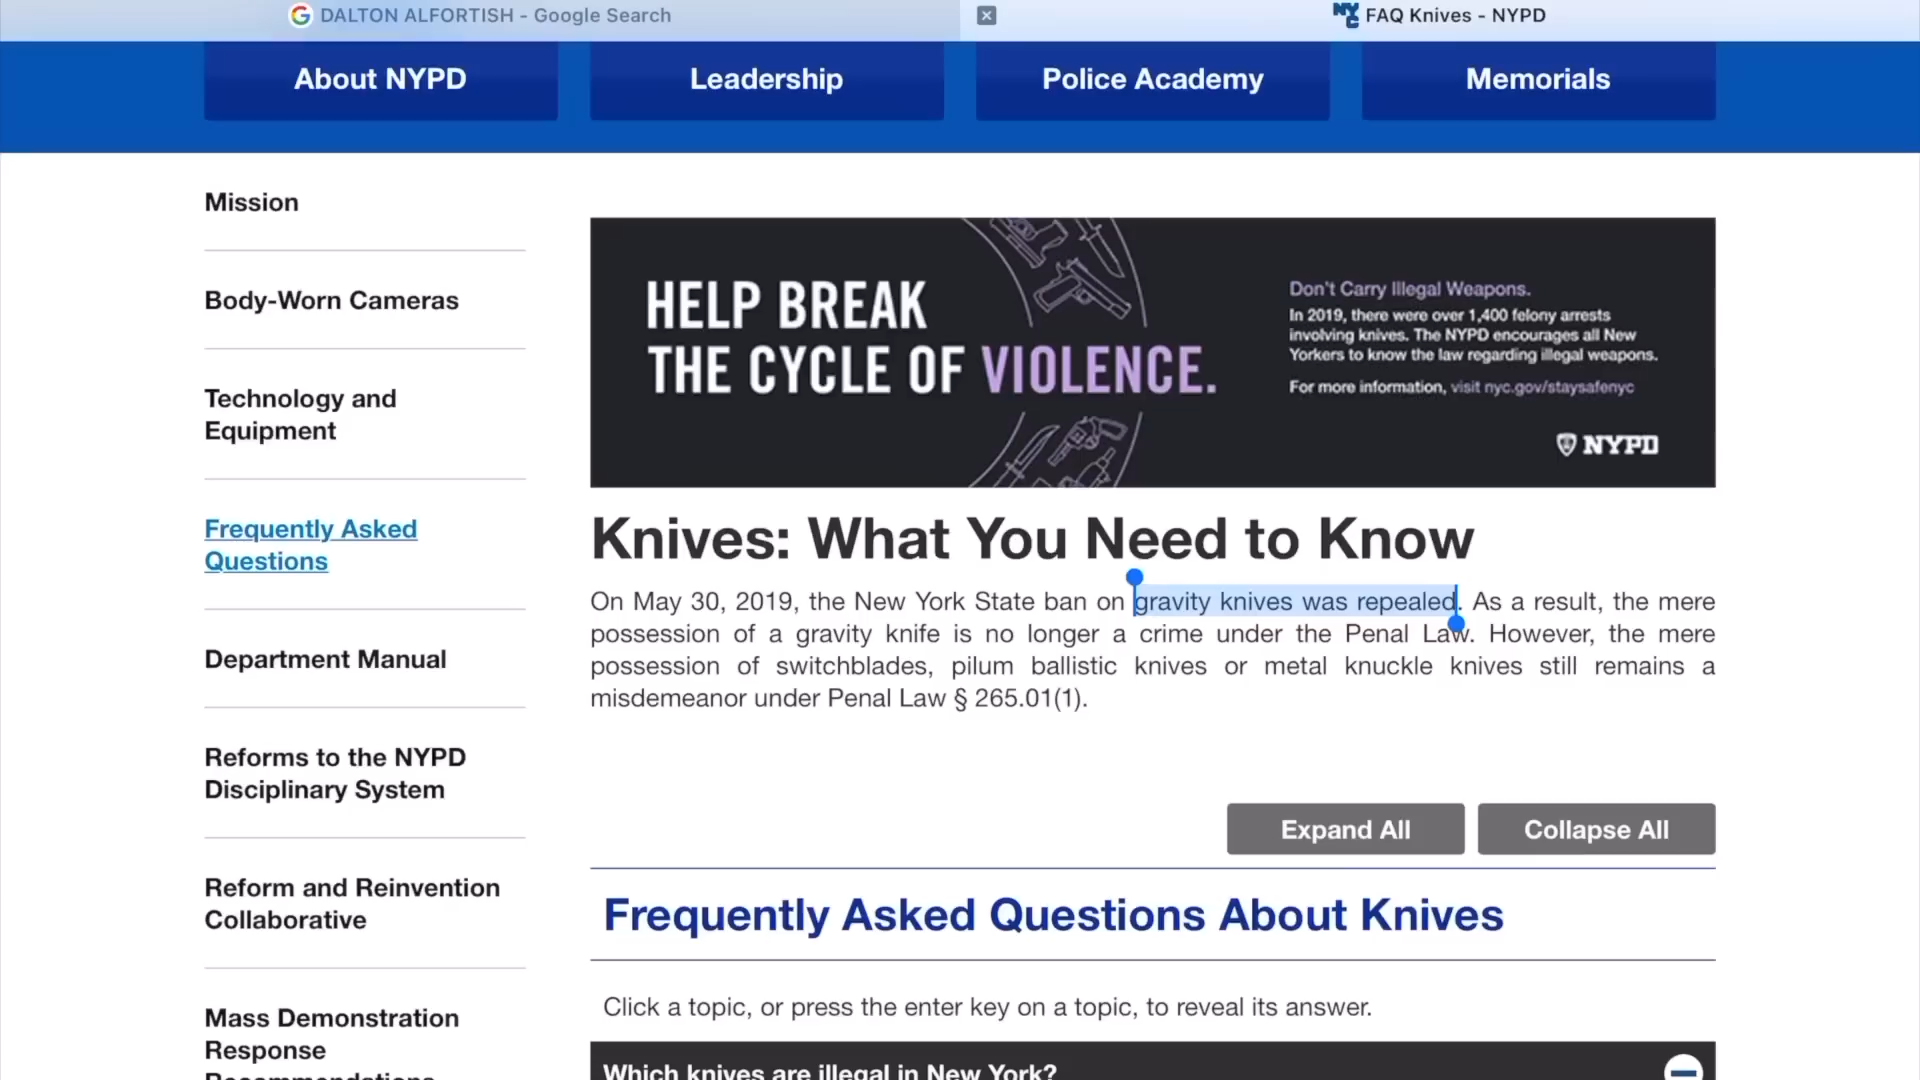 DALTON ALFORTISH - Google Search
FAQ Knives - NYPD
About NYPD
Leadership
Police Academy
Memorials
Mission
Body-Worn Cameras
Technology and
Equipment
Frequently Asked
Questions
Department Manual
Reforms to the NYPD
Disciplinary System
Reform and Reinvention
Collaborative
Mass Demonstration
Response
Recommendations
HELP BREAK
THE CYCLE OF VIOLENCE.
Don't Carry Illegal Weapons.
In 2019, there were over 1,400 felony arrests
involving knives. The NYPD encourages all New
Yorkers to know the law regarding illegal weapons.
For more information, visit nyc.gov/staysafenyc
NYPD
Knives: What You Need to Know
On May 30, 2019, the New York State ban on gravity knives was repealed. As a result, the mere
possession of a gravity knife is no longer a crime under the Penal Law. However, the mere
possession of switchblades, pilum ballistic knives or metal knuckle knives still remains a
misdemeanor under Penal Law § 265.01(1).
Expand All
Collapse All
Frequently Asked Questions About Knives
Click a topic, or press the enter key on a topic, to reveal its answer.
Which knives are illegal in New York?